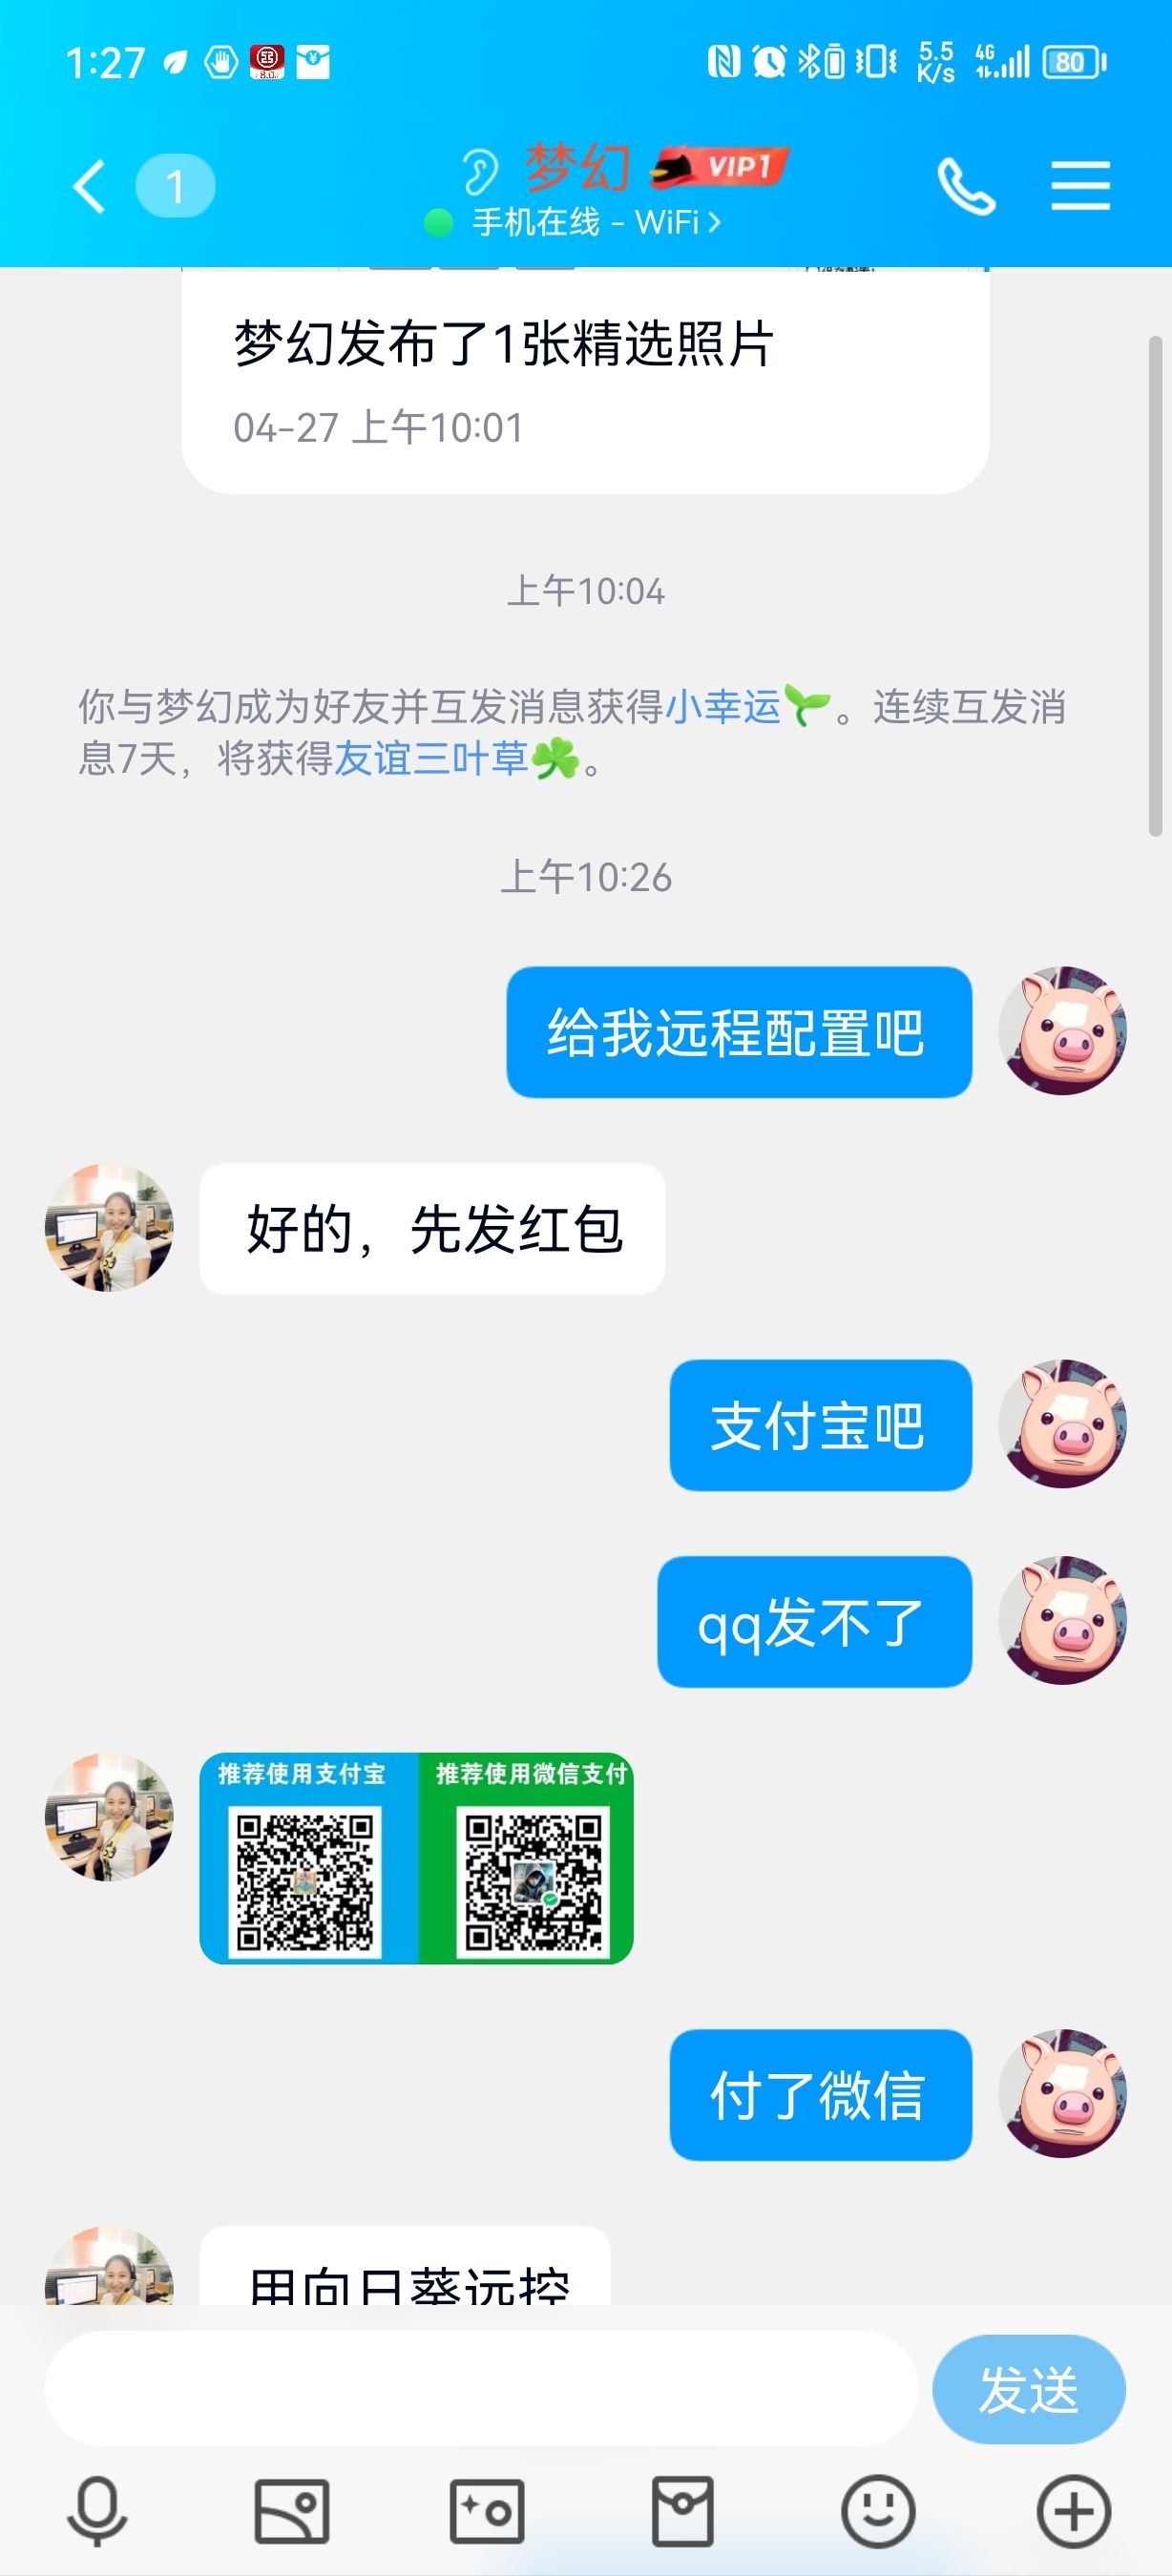 1:27
5.5
K/s
4G
80
8.0
1
梦幻
VIP1
手机在线 - WiFi
梦幻发布了1张精选照片
04-27 上午10:01
上午10:04
你与梦幻成为好友并互发消息获得小幸运。连续互发消
息7天，将获得友谊三叶草。
上午10:26
给我远程配置吧
好的，先发红包
支付宝吧
qq发不了
推荐使用支付宝
推荐使用微信支付
付了微信
用向日葵远控
发送